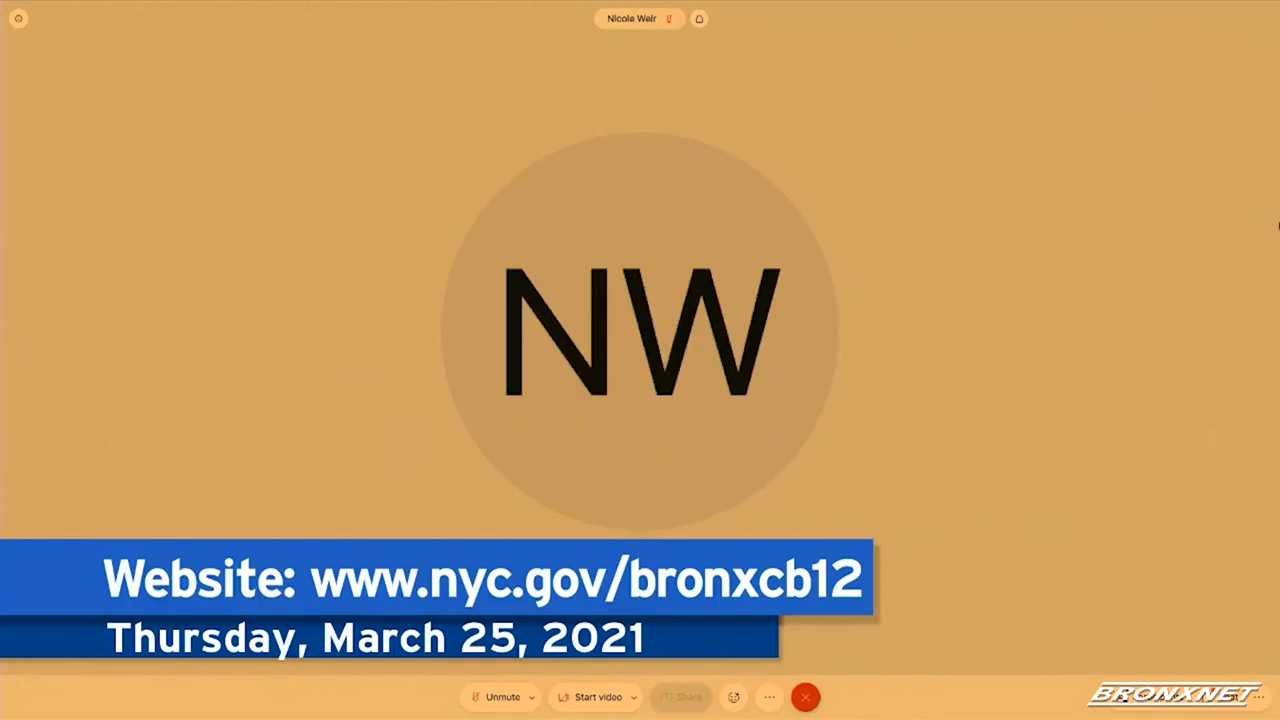 Nicole Weir
NW
Website: www.nyc.gov/bronxcb12
Thursday, March 25, 2021
Unmute
Start video
Share
BRONXNET